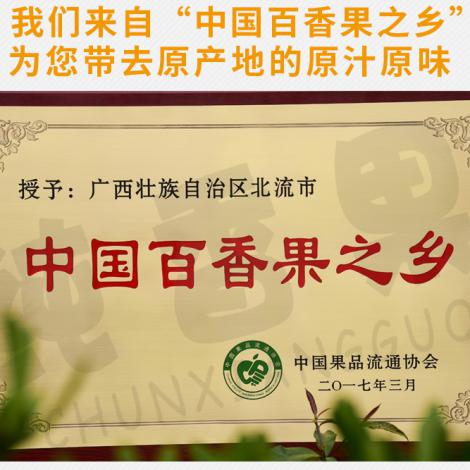 我们来自“中国百香果之乡”
为您带去原产地的原汁原味
授予：广西壮族自治区北流市
中国百香果之乡
中国果品流通协会
二〇一七年三月